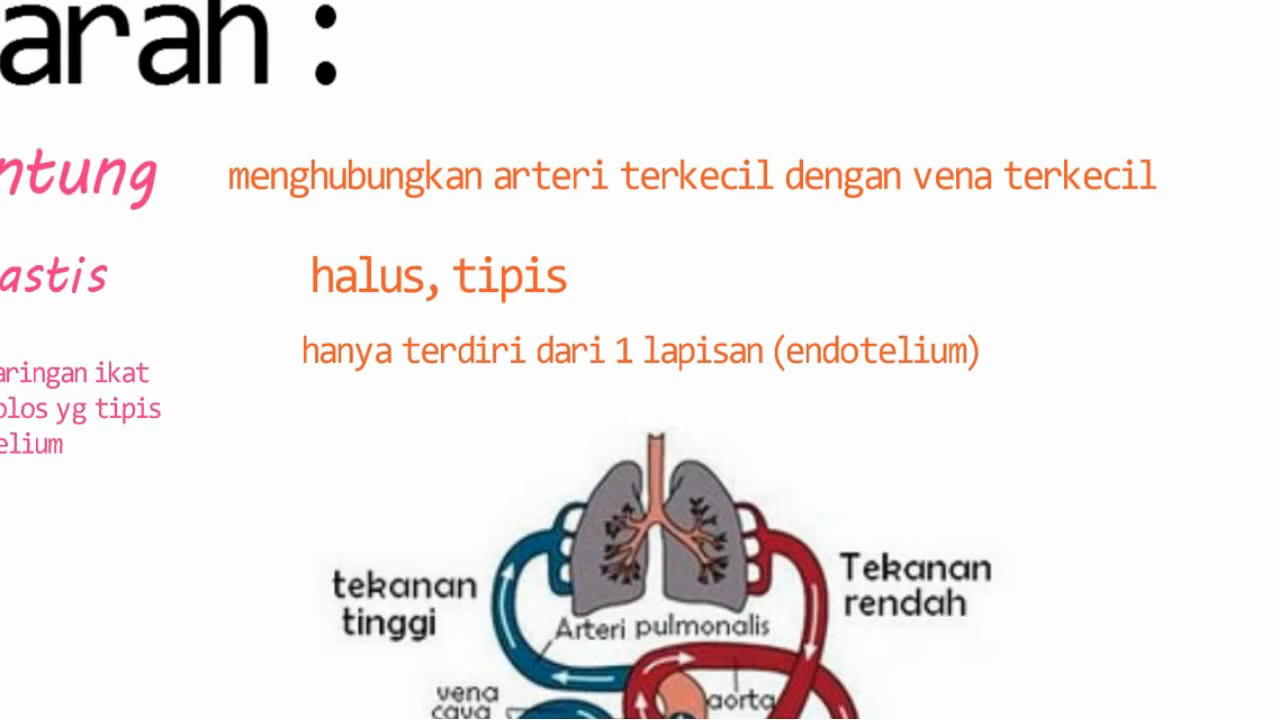 arah :
ntung
menghubungkan arteri terkecil dengan vena terkecil
astis
halus, tipis
hanya terdiri dari 1 lapisan (endotelium)
aringan ikat
olos yg tipis
elium
tekanan
tinggi
Tekanan
rendah
Arteri pulmonalis
vena
cava
aorta